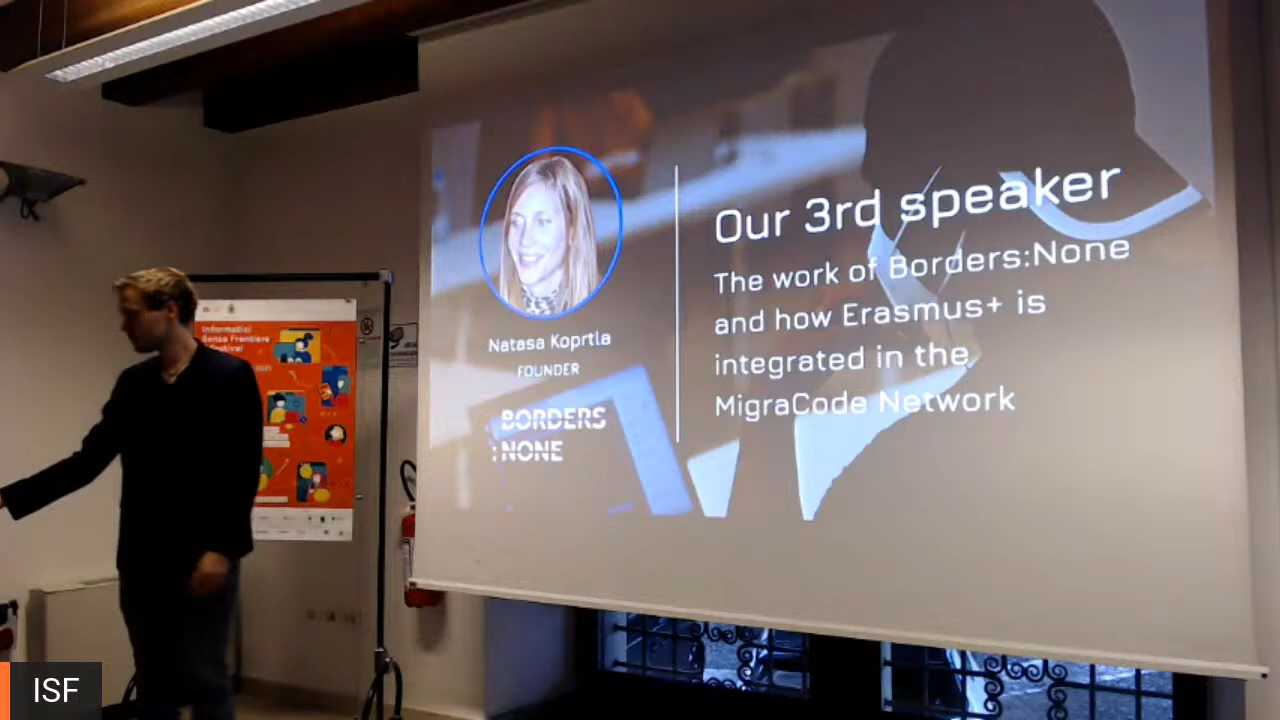 Our 3rd speaker
The work of Borders:None
and how Erasmus+ is
integrated in the
MigraCode Network
Natasa Koprtla
FOUNDER
BORDERS
:NONE
Informatici
Senza Frontiere
Festival
ISF